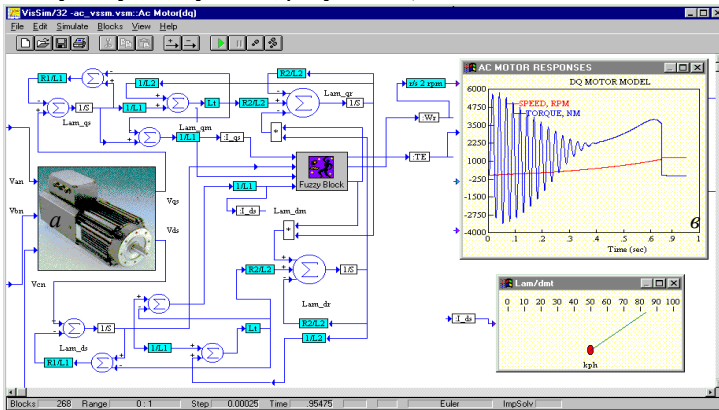 VisSim/32 -ac_vssm.vsm::Ac Motor(dq)
File Edit Simulate Blocks View Help
R1/L1
1/L2
R2/L2
r/s 2 rpm
1/S
1/L1
Lt
R2/L2
Lam_qr
1/S
Lam_qs
Lam_qm
1/L1
:I_qs
*
:Wr
:TE
Fuzzy Block
Van
Vbn
Vcn
a
Vqs
Vds
1/L1
:I_ds
Lam_dm
*
R2/L2
1/S
Lam_dr
Lt
R2/L2
1/S
1/L2
Lam_ds
R1/L1
1/L1
:I_ds
AC MOTOR RESPONSES
DQ MOTOR MODEL
SPEED, RPM
TORQUE, NM
6000
4750
3500
2250
1000
-250
-1500
-2750
-4000
0 .1 .2 .3 .4 .5 .6 .9 1
Time (sec)
в
Lam/dmt
0 10 20 30 40 50 60 70 80 90 100
kph
Blocks 268 Range 0:1 Step 0.00025 Time .95475 Euler ImpSolv